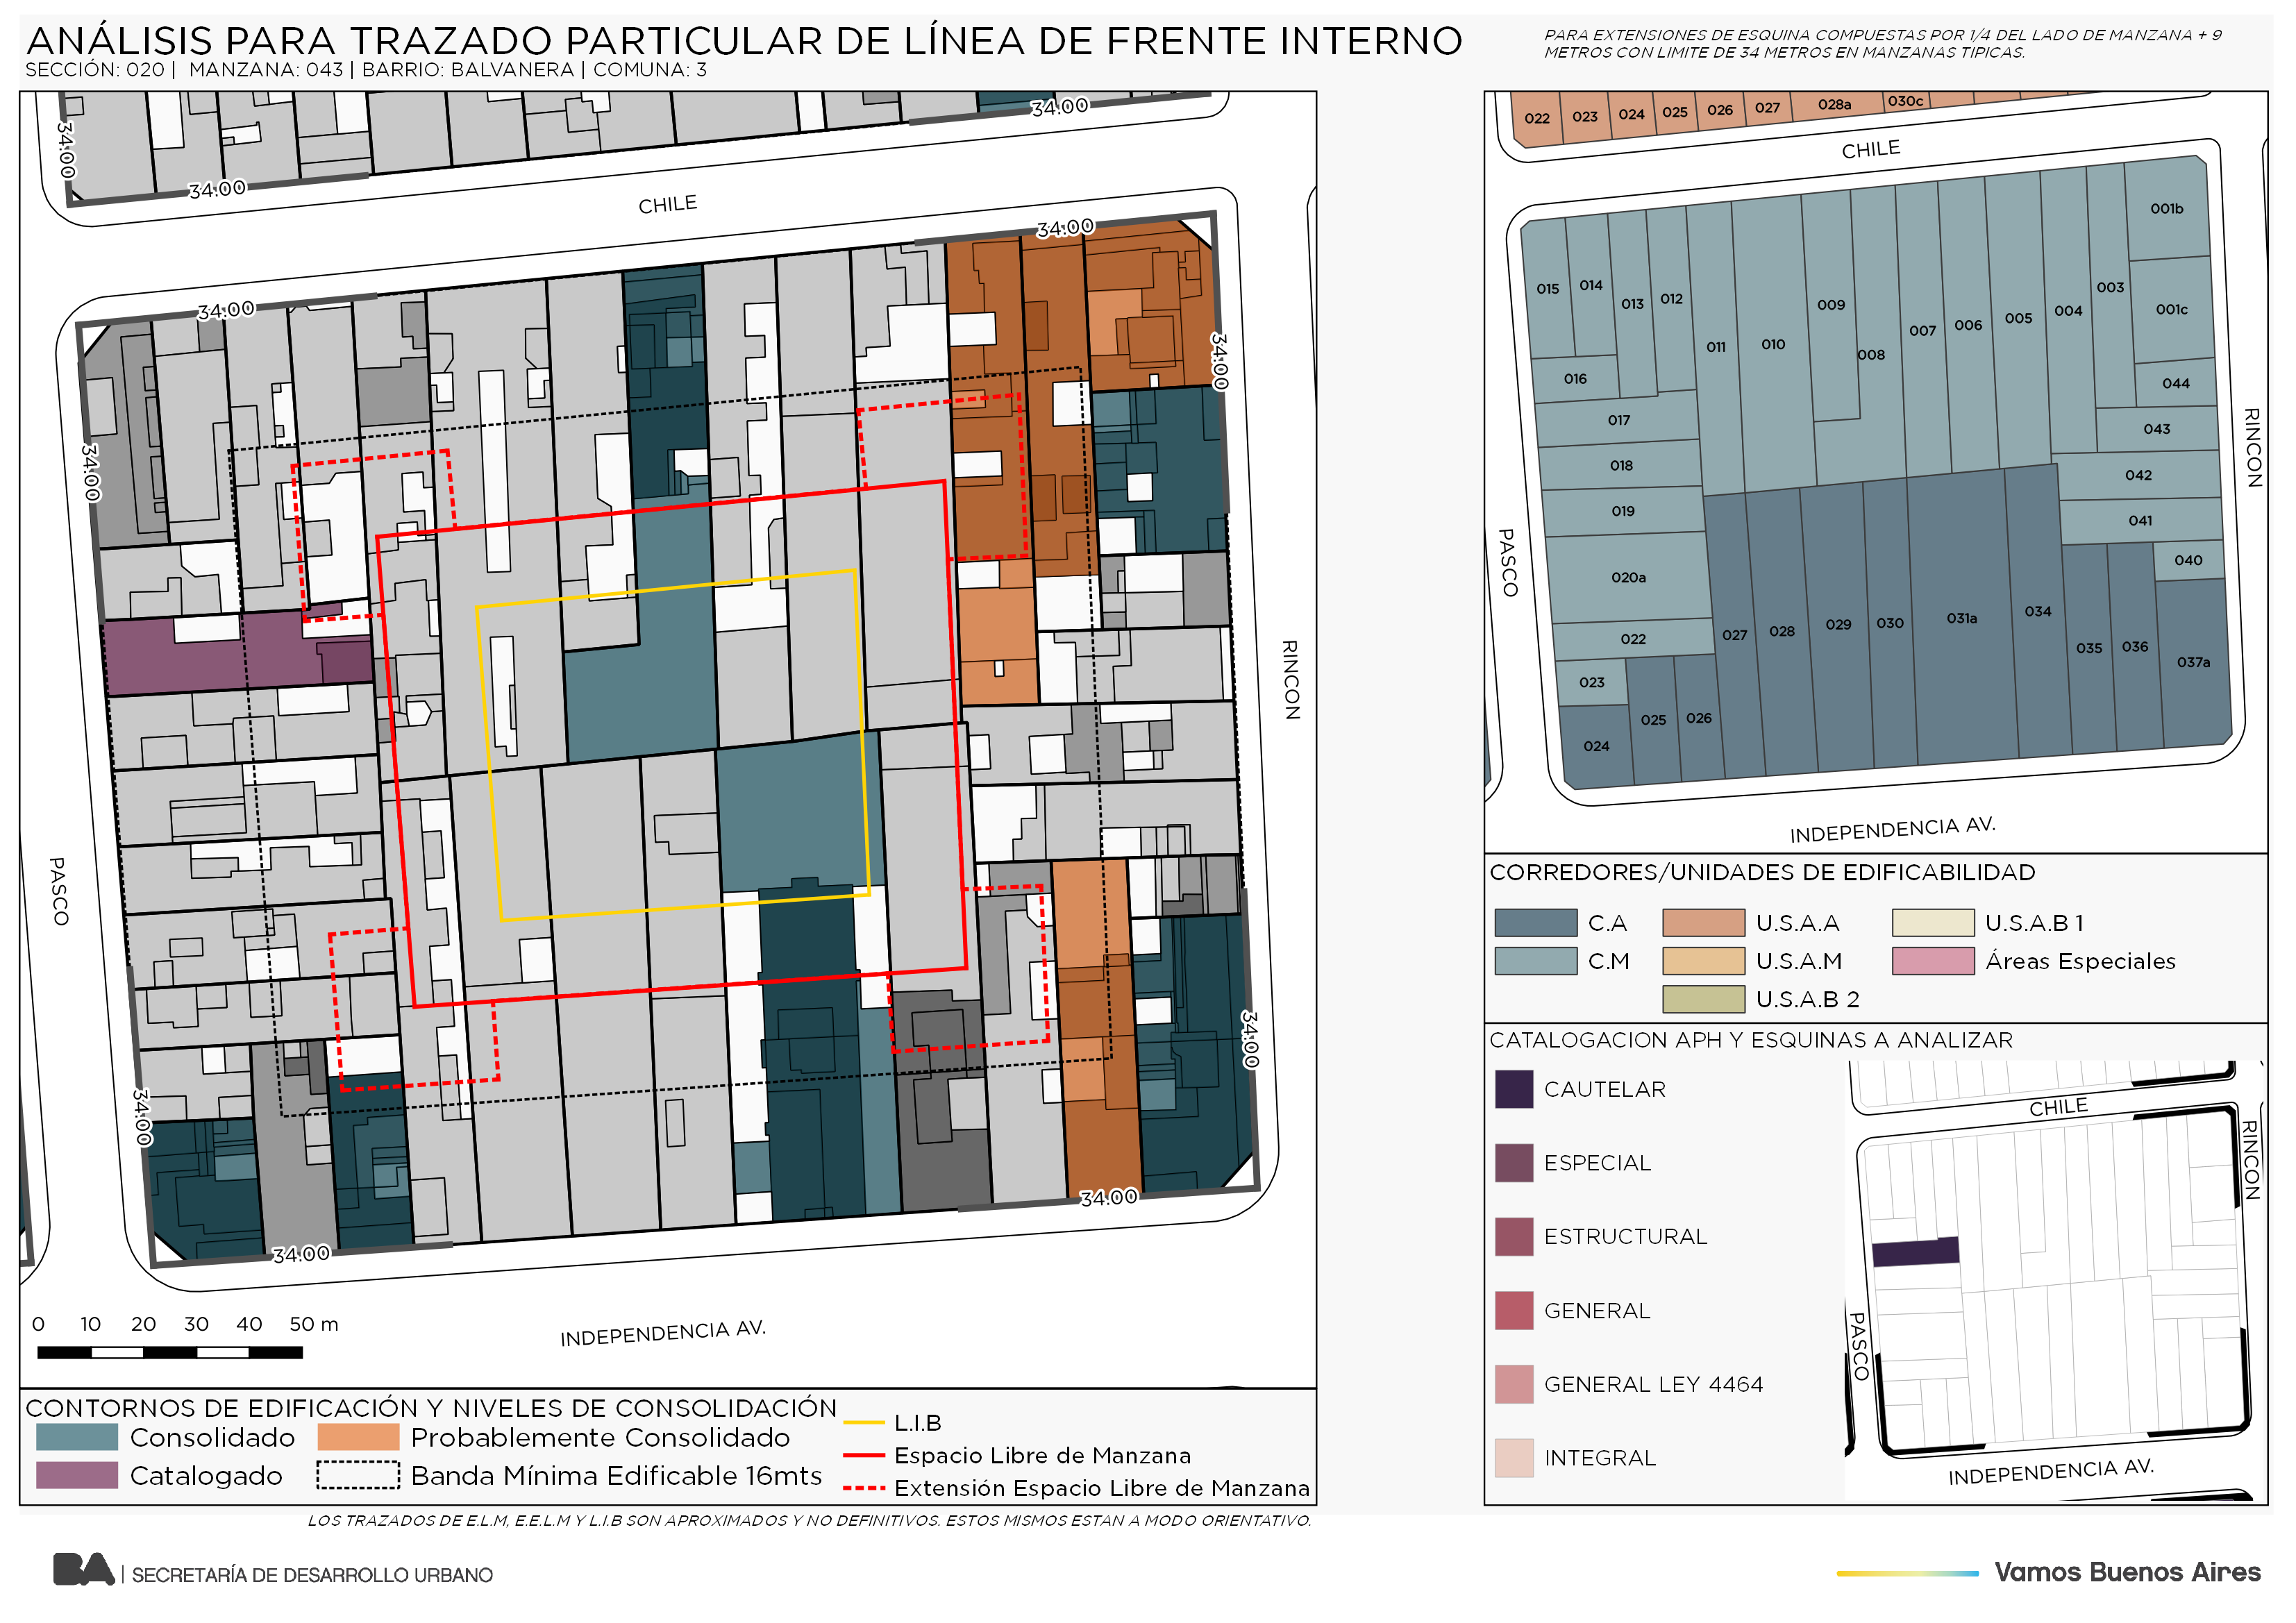 ANÁLISIS PARA TRAZADO PARTICULAR DE LÍNEA DE FRENTE INTERNO
SECCIÓN: 020 | MANZANA: 043 | BARRIO: BALVANERA | COMUNA: 3
PARA EXTENSIONES DE ESQUINA COMPUESTAS POR 1/4 DEL LADO DE MANZANA + 9
METROS CON LIMITE DE 34 METROS EN MANZANAS TIPICAS.
34.00
34.00
34.00
CHILE
34.00
34.00
34.00
34.00
PASCO
RINCON
34.00
34.00
34.00
34.00
INDEPENDENCIA AV.
0 10 20 30 40 50 m
CONTORNOS DE EDIFICACIÓN Y NIVELES DE CONSOLIDACIÓN
Consolidado
Probablemente Consolidado
Catalogado
Banda Mínima Edificable 16mts
L.I.B
Espacio Libre de Manzana
Extensión Espacio Libre de Manzana
LOS TRAZADOS DE E.L.M, E.E.L.M Y L.I.B SON APROXIMADOS Y NO DEFINITIVOS. ESTOS MISMOS ESTAN A MODO ORIENTATIVO.
022 023 024 025 026 027 028a 030c
CHILE
015 014 013 012 011 010 009 008 007 006 005 004 003 001b
001c
044
043
042
041
040
016
017
018
019
020a
022
023
024 025 026 027 028 029 030 031a 034 035 036 037a
PASCO
RINCON
INDEPENDENCIA AV.
CORREDORES/UNIDADES DE EDIFICABILIDAD
C.A
U.S.A.A
U.S.A.B 1
C.M
U.S.A.M
Áreas Especiales
U.S.A.B 2
CATALOGACION APH Y ESQUINAS A ANALIZAR
CAUTELAR
ESPECIAL
ESTRUCTURAL
GENERAL
GENERAL LEY 4464
INTEGRAL
CHILE
RINCON
PASCO
INDEPENDENCIA AV.
BA | SECRETARÍA DE DESARROLLO URBANO
Vamos Buenos Aires